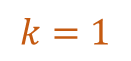 k = 1